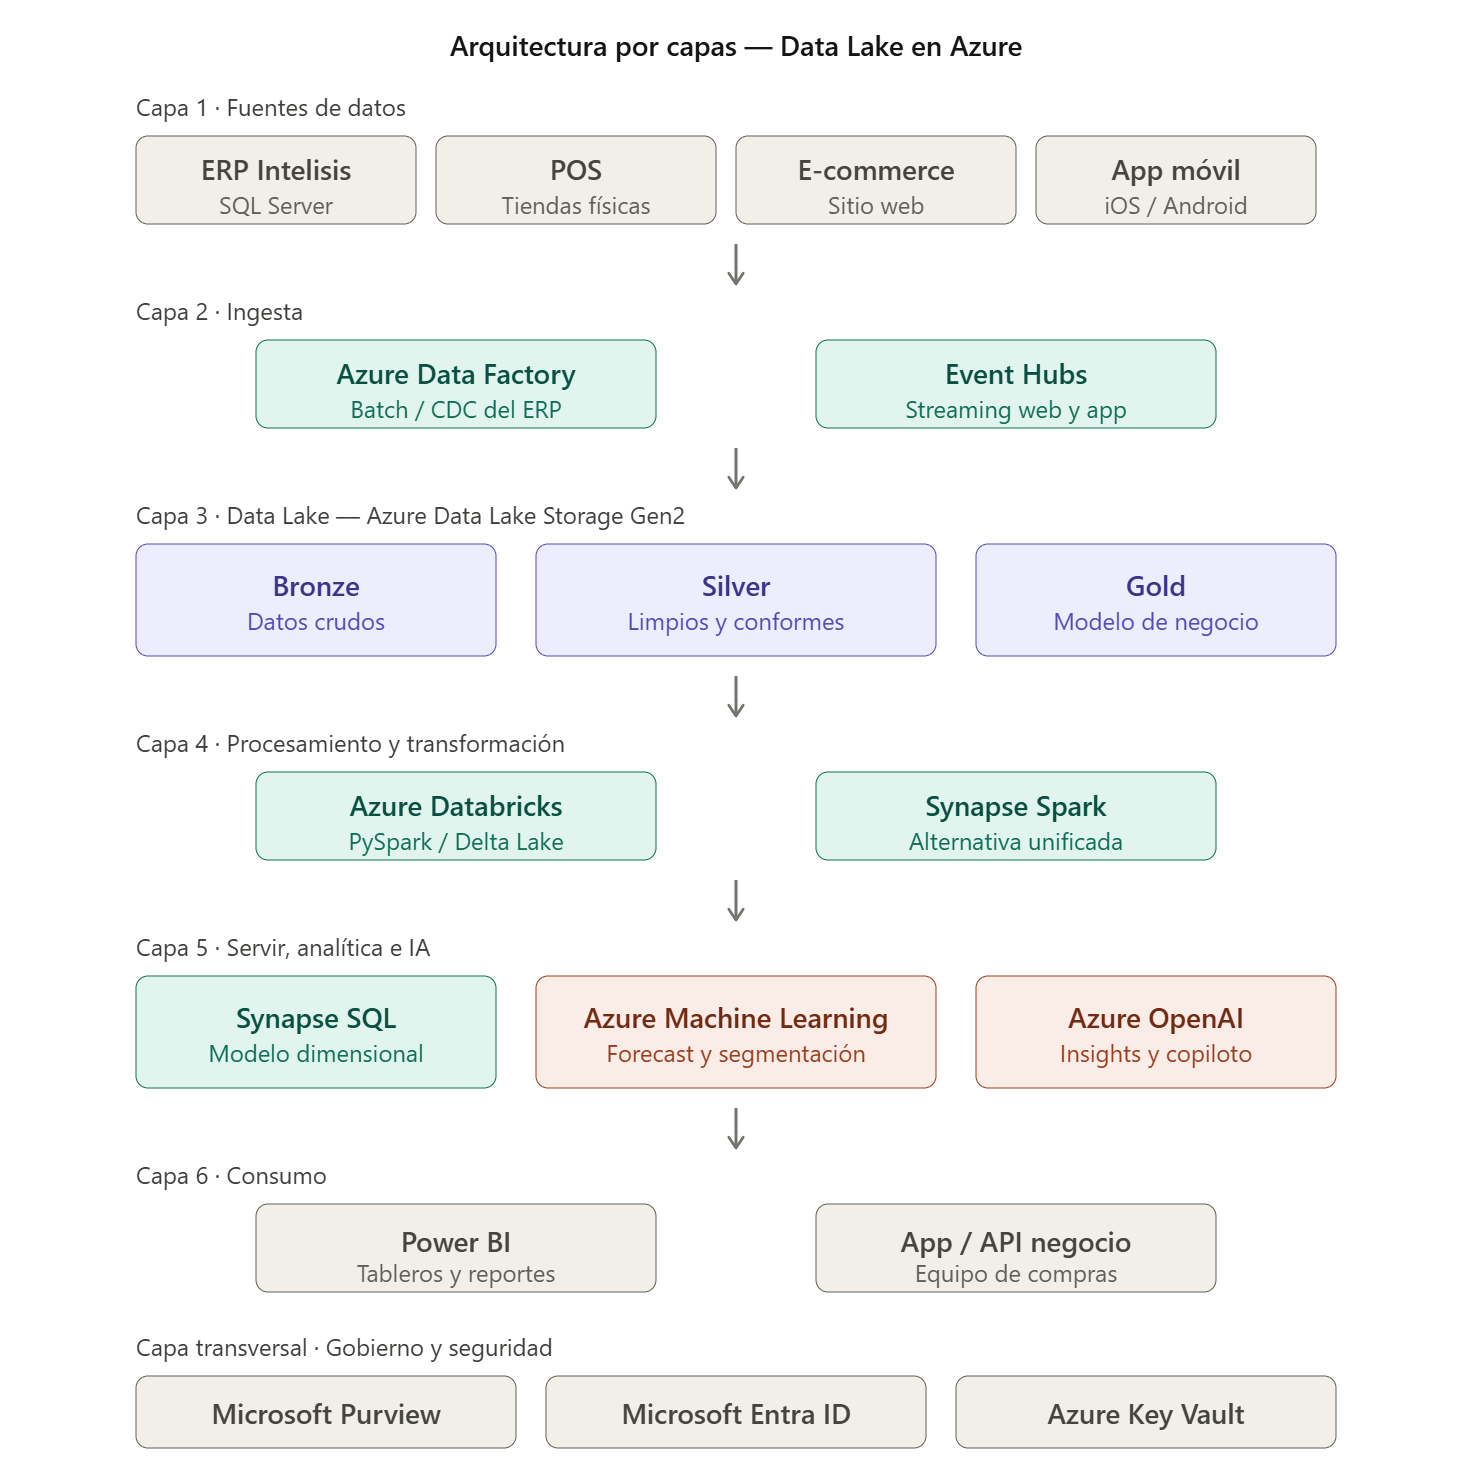 Arquitectura por capas — Data Lake en Azure
Capa 1 · Fuentes de datos
ERP Intelisis
SQL Server
POS
Tiendas físicas
E-commerce
Sitio web
App móvil
iOS / Android
Capa 2 · Ingesta
Azure Data Factory
Batch / CDC del ERP
Event Hubs
Streaming web y app
Capa 3 · Data Lake — Azure Data Lake Storage Gen2
Bronze
Datos crudos
Silver
Limpios y conformes
Gold
Modelo de negocio
Capa 4 · Procesamiento y transformación
Azure Databricks
PySpark / Delta Lake
Synapse Spark
Alternativa unificada
Capa 5 · Servir, analítica e IA
Synapse SQL
Modelo dimensional
Azure Machine Learning
Forecast y segmentación
Azure OpenAI
Insights y copiloto
Capa 6 · Consumo
Power BI
Tableros y reportes
App / API negocio
Equipo de compras
Capa transversal · Gobierno y seguridad
Microsoft Purview
Microsoft Entra ID
Azure Key Vault